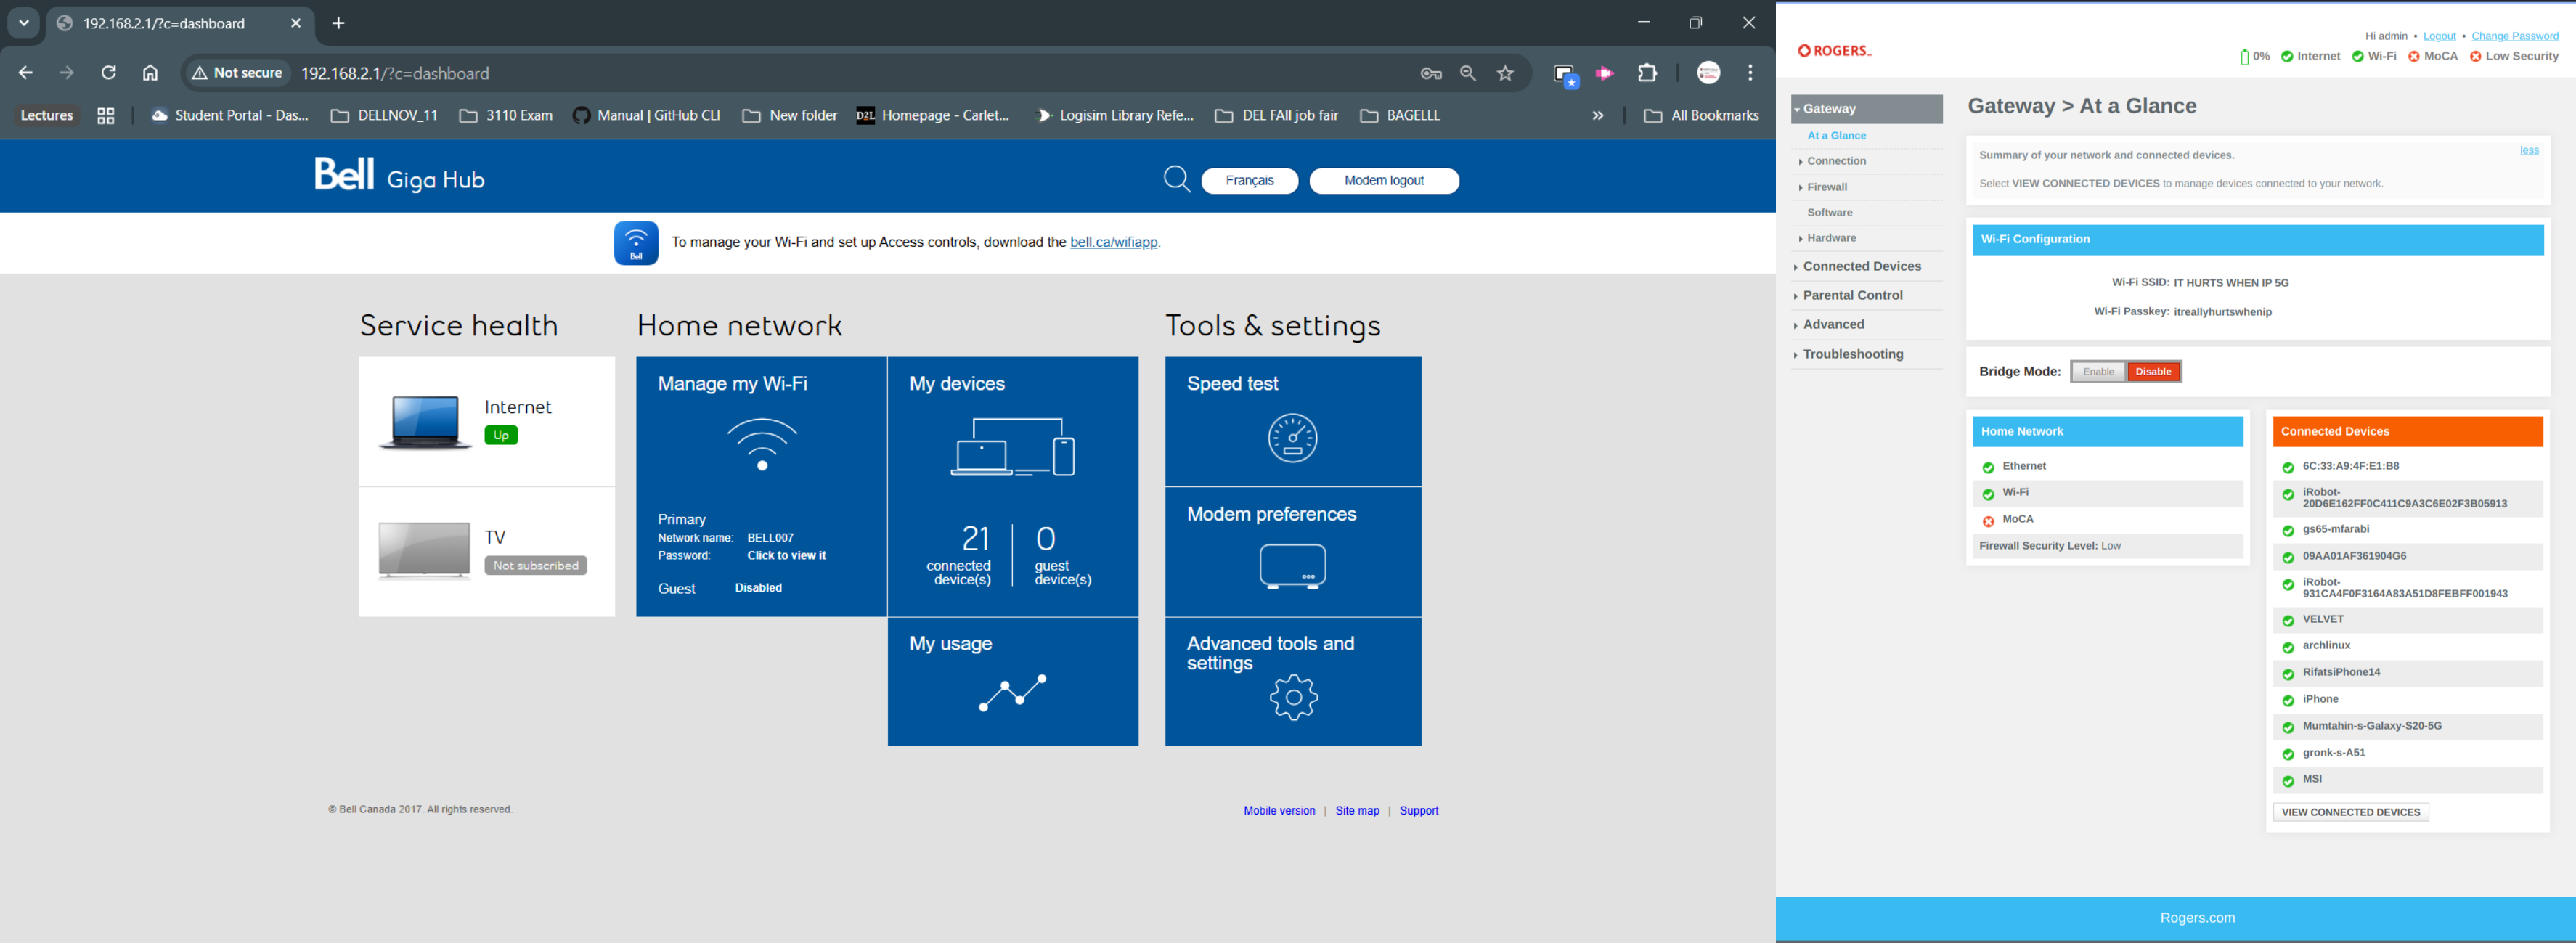 192.168.2.1/?c=dashboard
Not secure 192.168.2.1/?c=dashboard
Lectures Student Portal - Das... DELLNOV_11 3110 Exam Manual | GitHub CLI New folder D2L Homepage - Carlet... Logisim Library Refe... DEL FAll job fair BAGELLL » All Bookmarks
Bell Giga Hub
Français Modem logout
Bell
To manage your Wi-Fi and set up Access controls, download the bell.ca/wifiapp.
Service health
Internet
Up
TV
Not subscribed
Home network
Manage my Wi-Fi
Primary
Network name: BELL007
Password: Click to view it
Guest Disabled
My devices
21 connected device(s)
0 guest device(s)
My usage
Tools & settings
Speed test
Modem preferences
Advanced tools and
settings
© Bell Canada 2017. All rights reserved.
Mobile version | Site map | Support
ROGERS
Hi admin • Logout • Change Password
0% Internet Wi-Fi MoCA Low Security
Gateway
At a Glance
Connection
Firewall
Software
Hardware
Connected Devices
Parental Control
Advanced
Troubleshooting
Gateway > At a Glance
Summary of your network and connected devices. less
Select VIEW CONNECTED DEVICES to manage devices connected to your network.
Wi-Fi Configuration
Wi-Fi SSID: IT HURTS WHEN IP 5G
Wi-Fi Passkey: itreallyhurtswhenip
Bridge Mode: Enable Disable
Home Network
Ethernet
Wi-Fi
MoCA
Firewall Security Level: Low
Connected Devices
6C:33:A9:4F:E1:B8
iRobot-
20D6E162FF0C411C9A3C6E02F3B05913
gs65-mfarabi
09AA01AF361904G6
iRobot-
931CA4F0F3164A83A51D8FEBFF001943
VELVET
archlinux
RifatsiPhone14
iPhone
Mumtahin-s-Galaxy-S20-5G
gronk-s-A51
MSI
VIEW CONNECTED DEVICES
Rogers.com